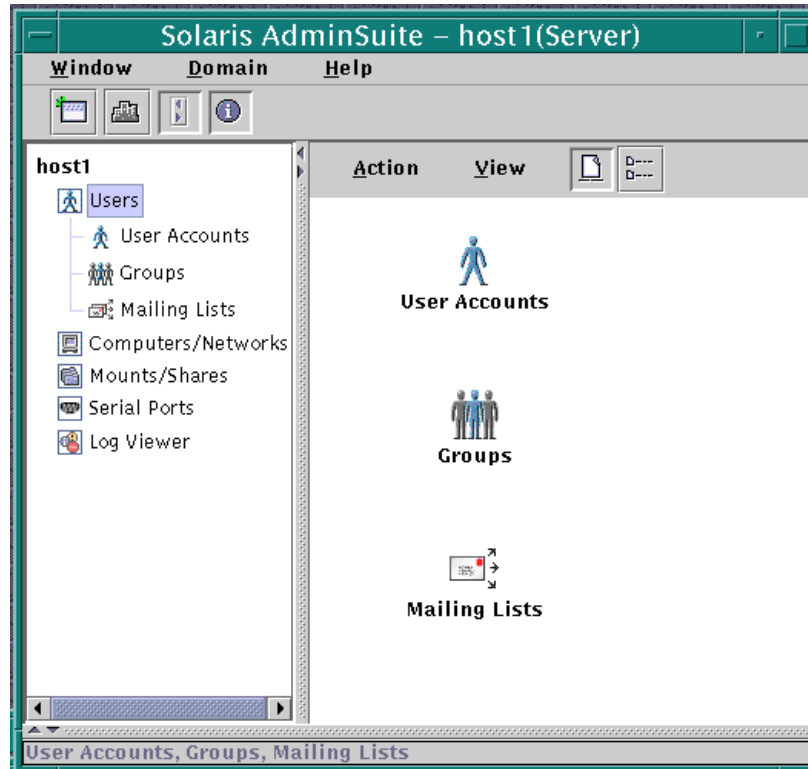 Solaris AdminSuite – host1(Server)
Window Domain Help
host1
Users
User Accounts
Groups
Mailing Lists
Computers/Networks
Mounts/Shares
Serial Ports
Log Viewer
Action View
User Accounts
Groups
Mailing Lists
User Accounts, Groups, Mailing Lists